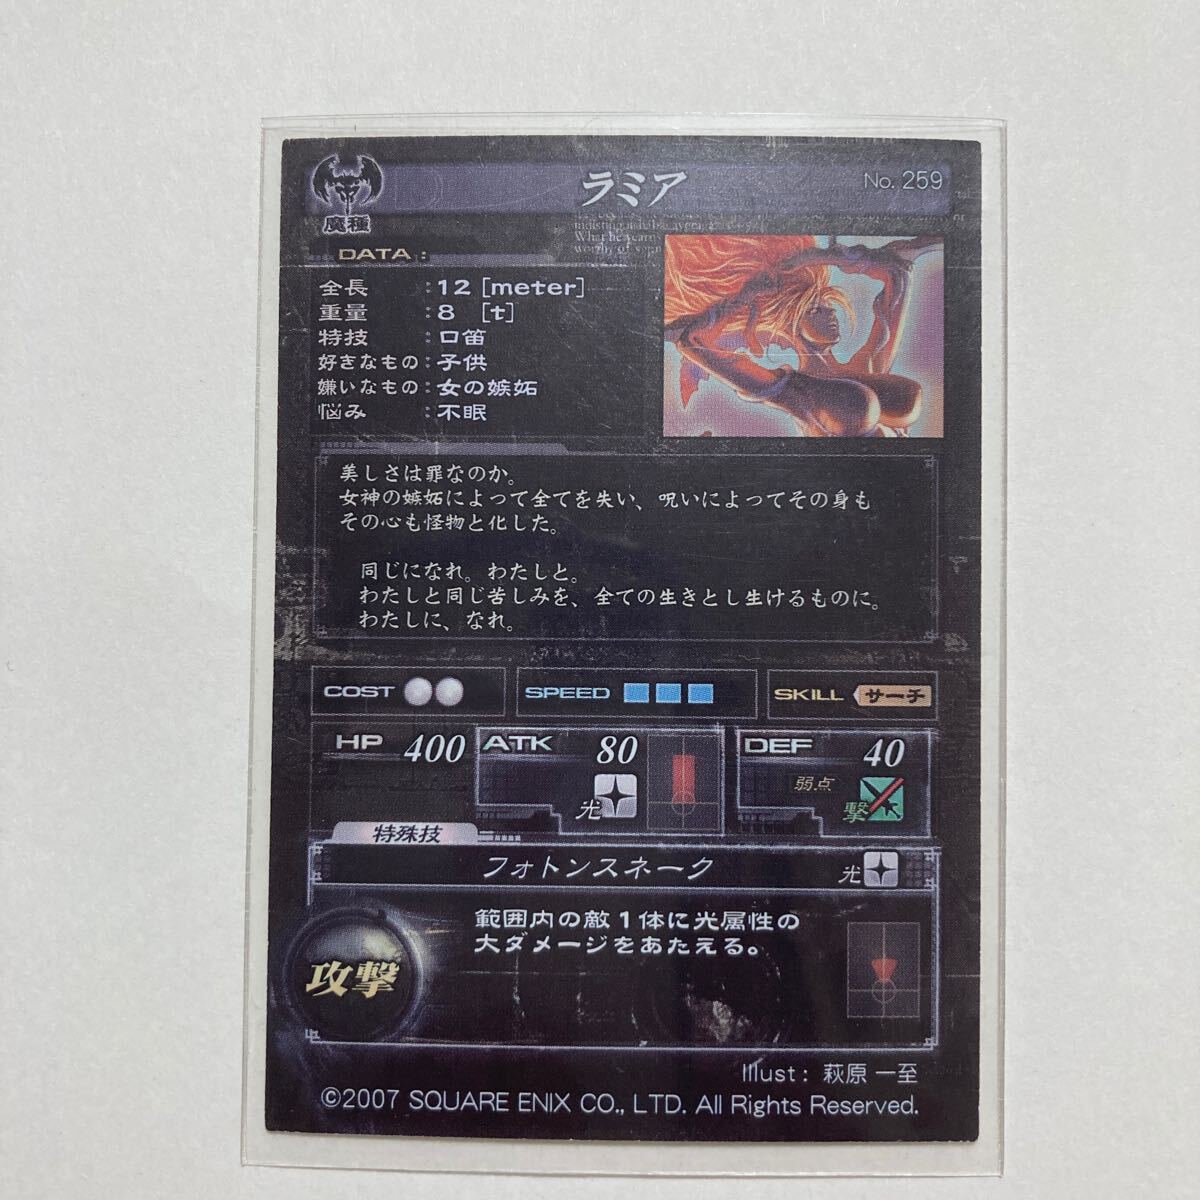 ラミア
No. 259
魔種
What he yearn
DATA :
全長 : 12 [meter]
重量 : 8 [t]
特技 : 口笛
好きなもの : 子供
嫌いなもの : 女の嫉妬
悩み : 不眠
美しさは罪なのか。
女神の嫉妬によって全てを失い、呪いによってその身も
その心も怪物と化した。
同じになれ。わたしと。
わたしと同じ苦しみを、全ての生きとし生けるものに。
わたしに、なれ。
COST
SPEED
SKILL サーチ
HP 400
ATK 80
光
DEF 40
弱点
撃
特殊技
フォトンスネーク
光
攻撃
範囲内の敵1体に光属性の
大ダメージをあたえる。
Illust : 萩原 一至
©2007 SQUARE ENIX CO., LTD. All Rights Reserved.